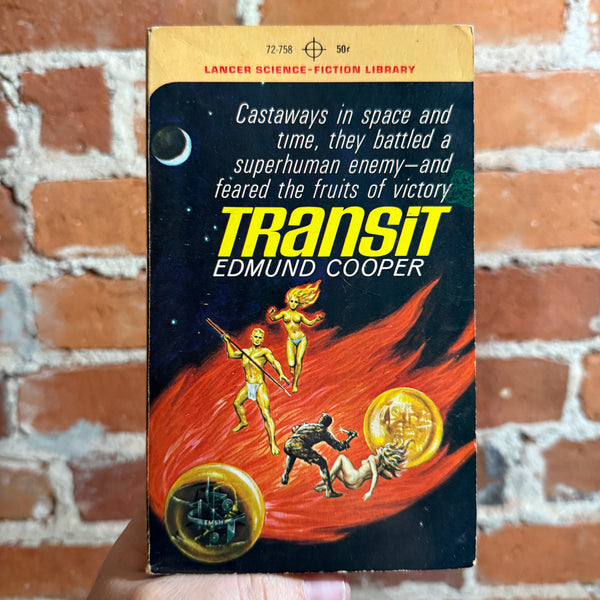 72-758 50¢
LANCER SCIENCE-FICTION LIBRARY
Castaways in space and
time, they battled a
superhuman enemy—and
feared the fruits of victory
TRANSiT
EDMUND COOPER
EMSH